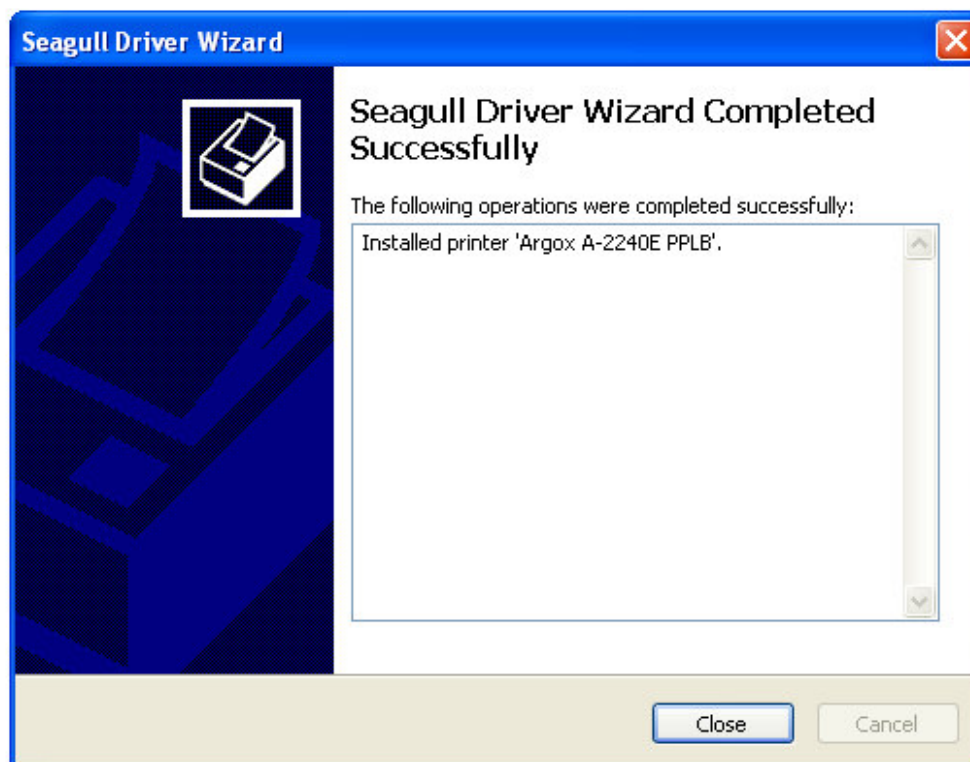 Seagull Driver Wizard
Seagull Driver Wizard Completed
Successfully
The following operations were completed successfully:
Installed printer 'Argox A-2240E PPLB'.
Close
Cancel